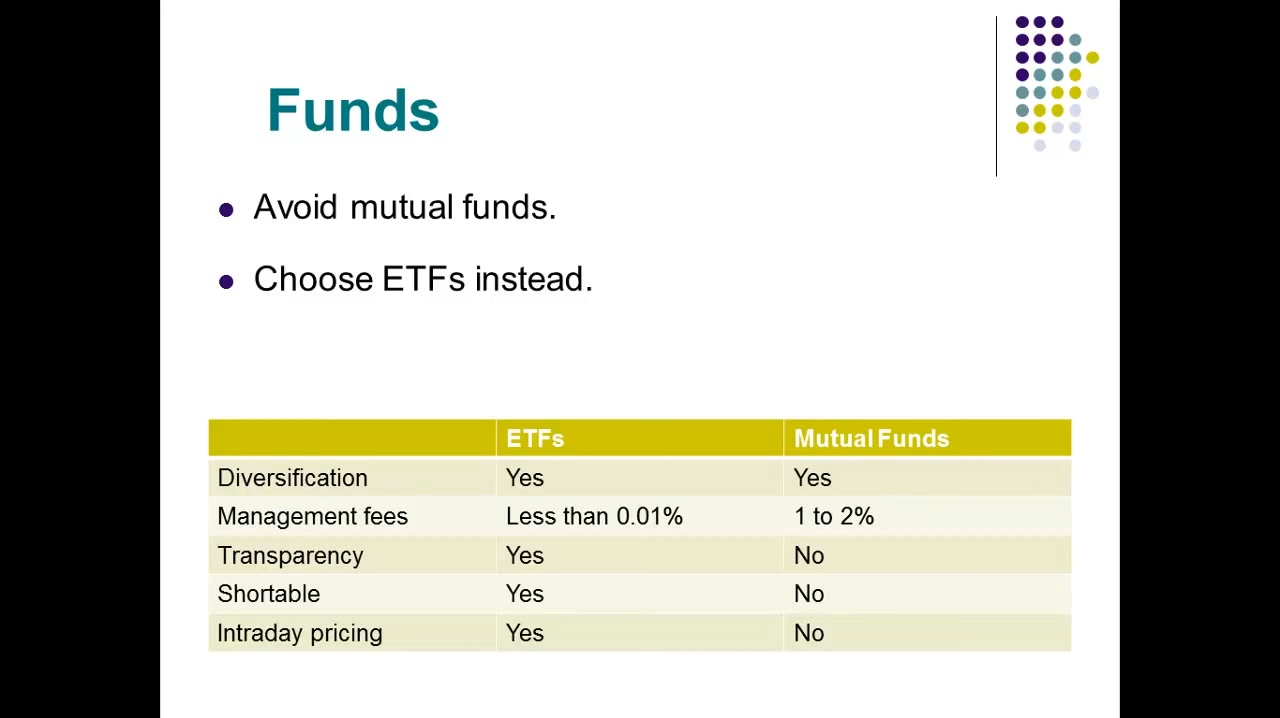 Funds
Avoid mutual funds.
Choose ETFs instead.
ETFs Mutual Funds
Diversification Yes Yes
Management fees Less than 0.01% 1 to 2%
Transparency Yes No
Shortable Yes No
Intraday pricing Yes No